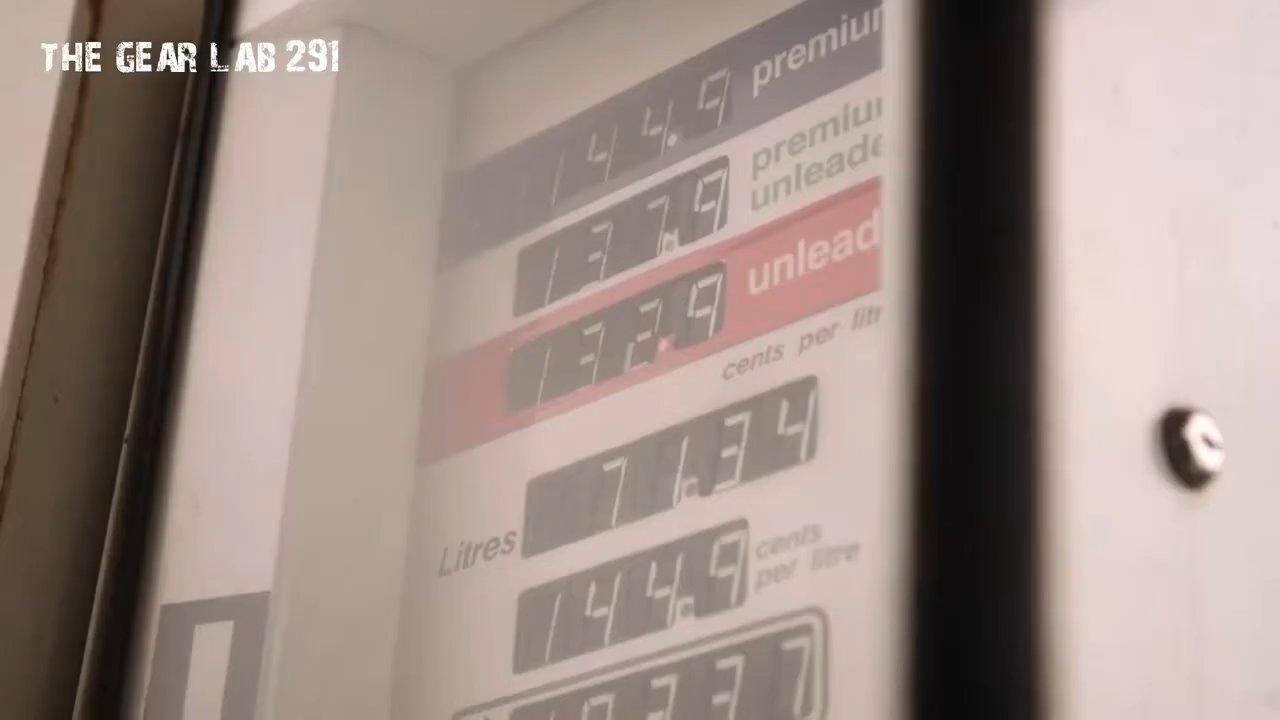 THE GEAR LAB 291
144.9 premium
137.9 premium
unleade
132.9 unlead
cents per litr
71.34
Litres
144.9 cents
per litre